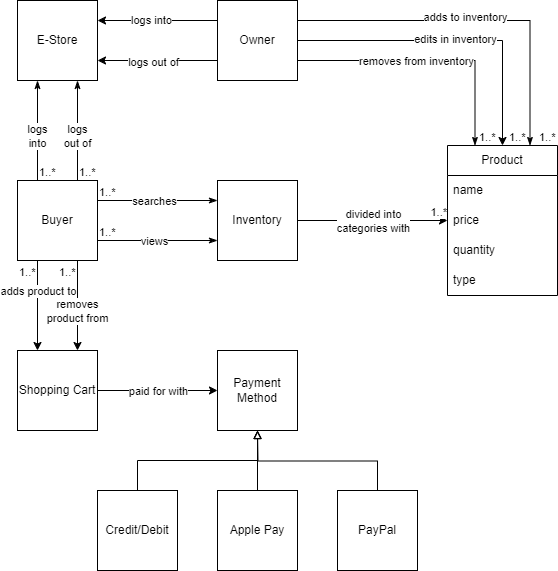 E-Store
logs into
Owner
adds to inventory
edits in inventory
logs out of
removes from inventory
1..*
1..*
1..*
logs
into
logs
out of
Product
1..*
1..*
name
1..*
searches
Buyer
Inventory
divided into
categories with
1..*
price
1..*
views
quantity
1..*
1..*
type
adds product to
removes
product from
Shopping Cart
paid for with
Payment
Method
Credit/Debit
Apple Pay
PayPal